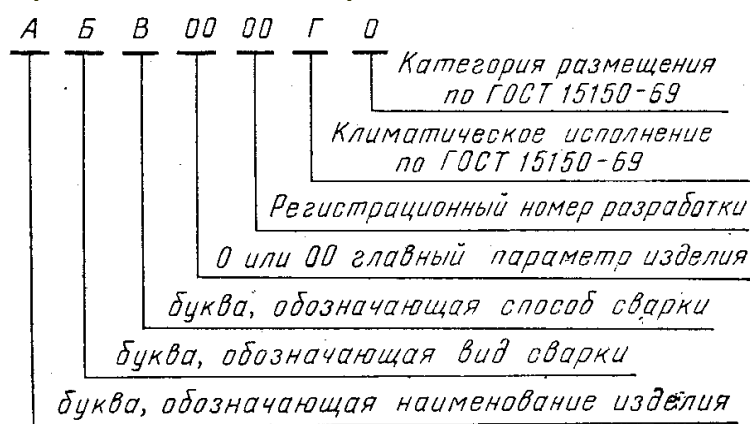 А Б В 00 00 Г 0
Категория размещения
по ГОСТ 15150-69
Климатическое исполнение
по ГОСТ 15150-69
Регистрационный номер разработки
0 или 00 главный параметр изделия
буква, обозначающая способ сварки
буква, обозначающая вид сварки
буква, обозначающая наименование изделия